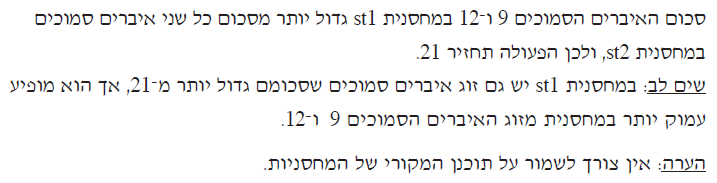 סכום האיברים הסמוכים 9 ו־12 במחסנית st1 גדול יותר מסכום כל שני איברים סמוכים
במחסנית st2, ולכן הפעולה תחזיר 21.
שים לב: במחסנית st1 יש גם זוג איברים סמוכים שסכומם גדול יותר מ־21, אך הוא מופיע
עמוק יותר במחסנית מזוג האיברים הסמוכים 9 ו־12.
הערה: אין צורך לשמור על תוכנן המקורי של המחסניות.